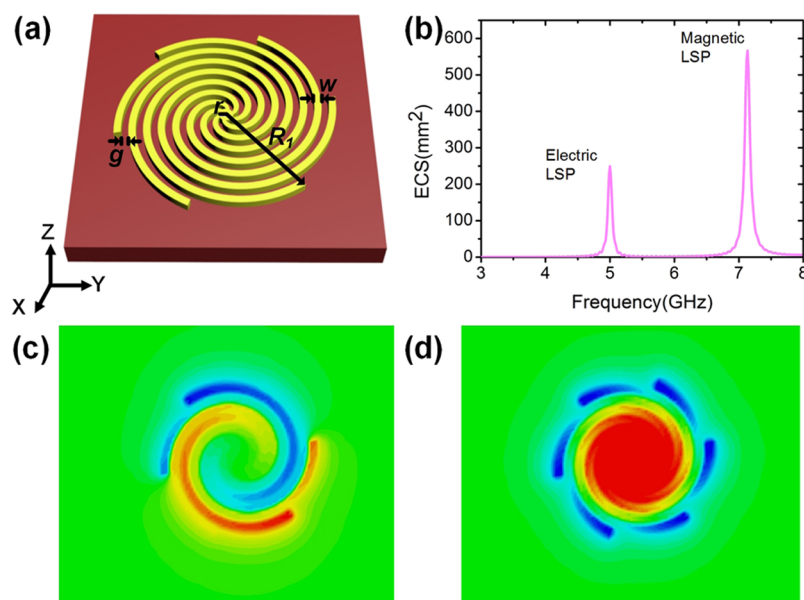 (a)
r
w
R1
g
Z
Y
X
(b)
600
500
400
300
200
100
0
ECS(mm²)
Magnetic
LSP
Electric
LSP
3 4 5 6 7 8
Frequency(GHz)
(c)
(d)